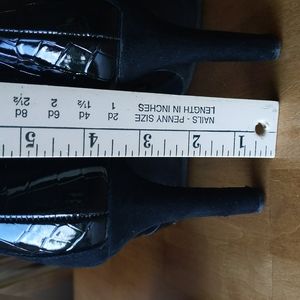 NAILS - PENNY SIZE
LENGTH IN INCHES
2d 4d 6d 8d
1 1½ 2 2½
1 2 3 4 5